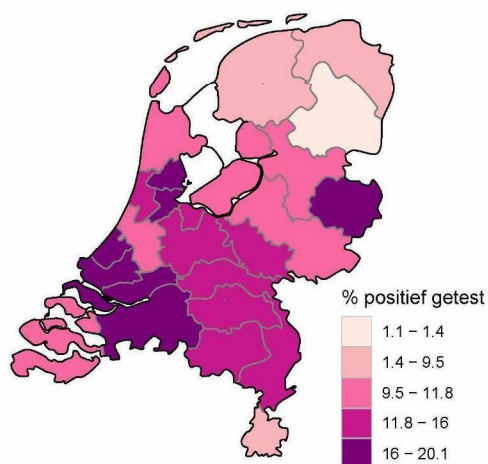 % positief getest
1.1 – 1.4
1.4 – 9.5
9.5 – 11.8
11.8 – 16
16 – 20.1